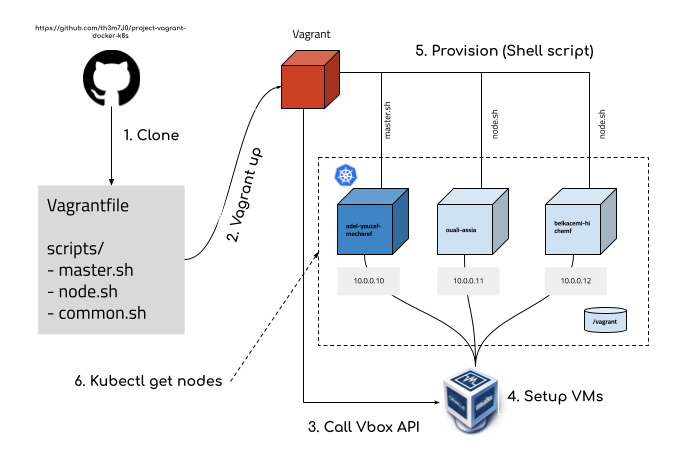 https://github.com/th3m7J0/project-vagrant-
docker-k8s
Vagrant
5. Provision (Shell script)
1. Clone
master.sh
node.sh
node.sh
2. Vagrant up
Vagrantfile
scripts/
- master.sh
- node.sh
- common.sh
adel-youcef-
mecheref
ouali-assia
belkacemi-hi
chemf
10.0.0.10
10.0.0.11
10.0.0.12
/vagrant
6. Kubectl get nodes
4. Setup VMs
3. Call Vbox API